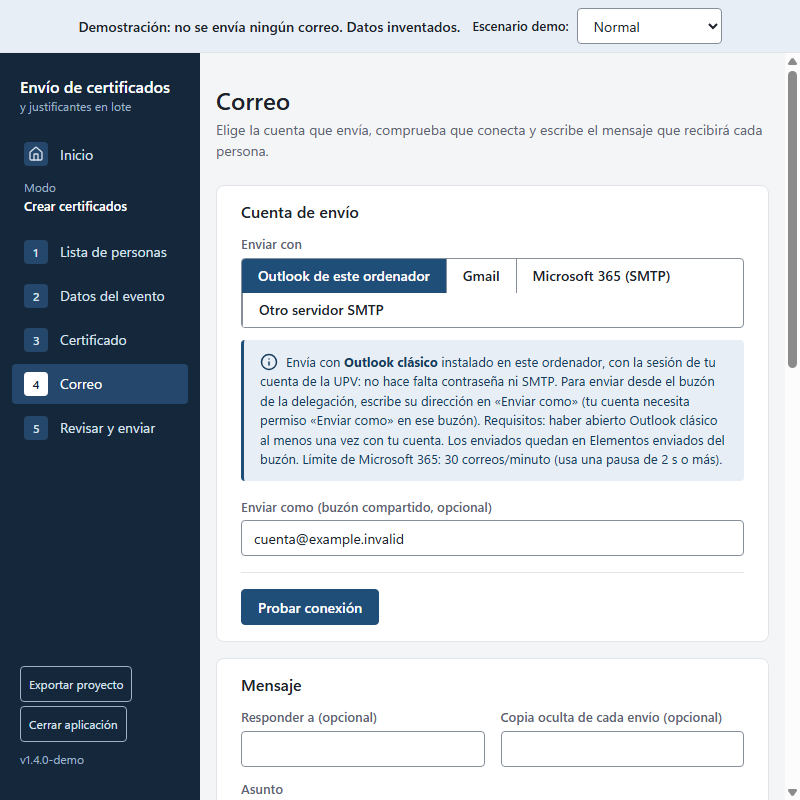 Demostración: no se envía ningún correo. Datos inventados.
Escenario demo:
Normal
Envío de certificados
y justificantes en lote
Inicio
Modo
Crear certificados
1 Lista de personas
2 Datos del evento
3 Certificado
4 Correo
5 Revisar y enviar
Exportar proyecto
Cerrar aplicación
v1.4.0-demo
Correo
Elige la cuenta que envía, comprueba que conecta y escribe el mensaje que recibirá cada
persona.
Cuenta de envío
Enviar con
Outlook de este ordenador
Gmail
Microsoft 365 (SMTP)
Otro servidor SMTP
Envía con Outlook clásico instalado en este ordenador, con la sesión de tu
cuenta de la UPV: no hace falta contraseña ni SMTP. Para enviar desde el buzón
de la delegación, escribe su dirección en «Enviar como» (tu cuenta necesita
permiso «Enviar como» en ese buzón). Requisitos: haber abierto Outlook clásico
al menos una vez con tu cuenta. Los enviados quedan en Elementos enviados del
buzón. Límite de Microsoft 365: 30 correos/minuto (usa una pausa de 2 s o más).
Enviar como (buzón compartido, opcional)
cuenta@example.invalid
Probar conexión
Mensaje
Responder a (opcional)
Copia oculta de cada envío (opcional)
Asunto